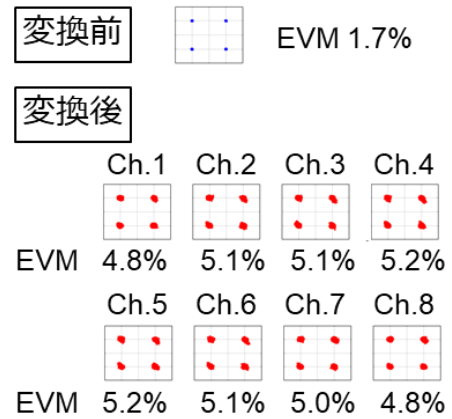 変換前 EVM 1.7%
変換後
Ch.1 Ch.2 Ch.3 Ch.4
EVM 4.8% 5.1% 5.1% 5.2%
Ch.5 Ch.6 Ch.7 Ch.8
EVM 5.2% 5.1% 5.0% 4.8%